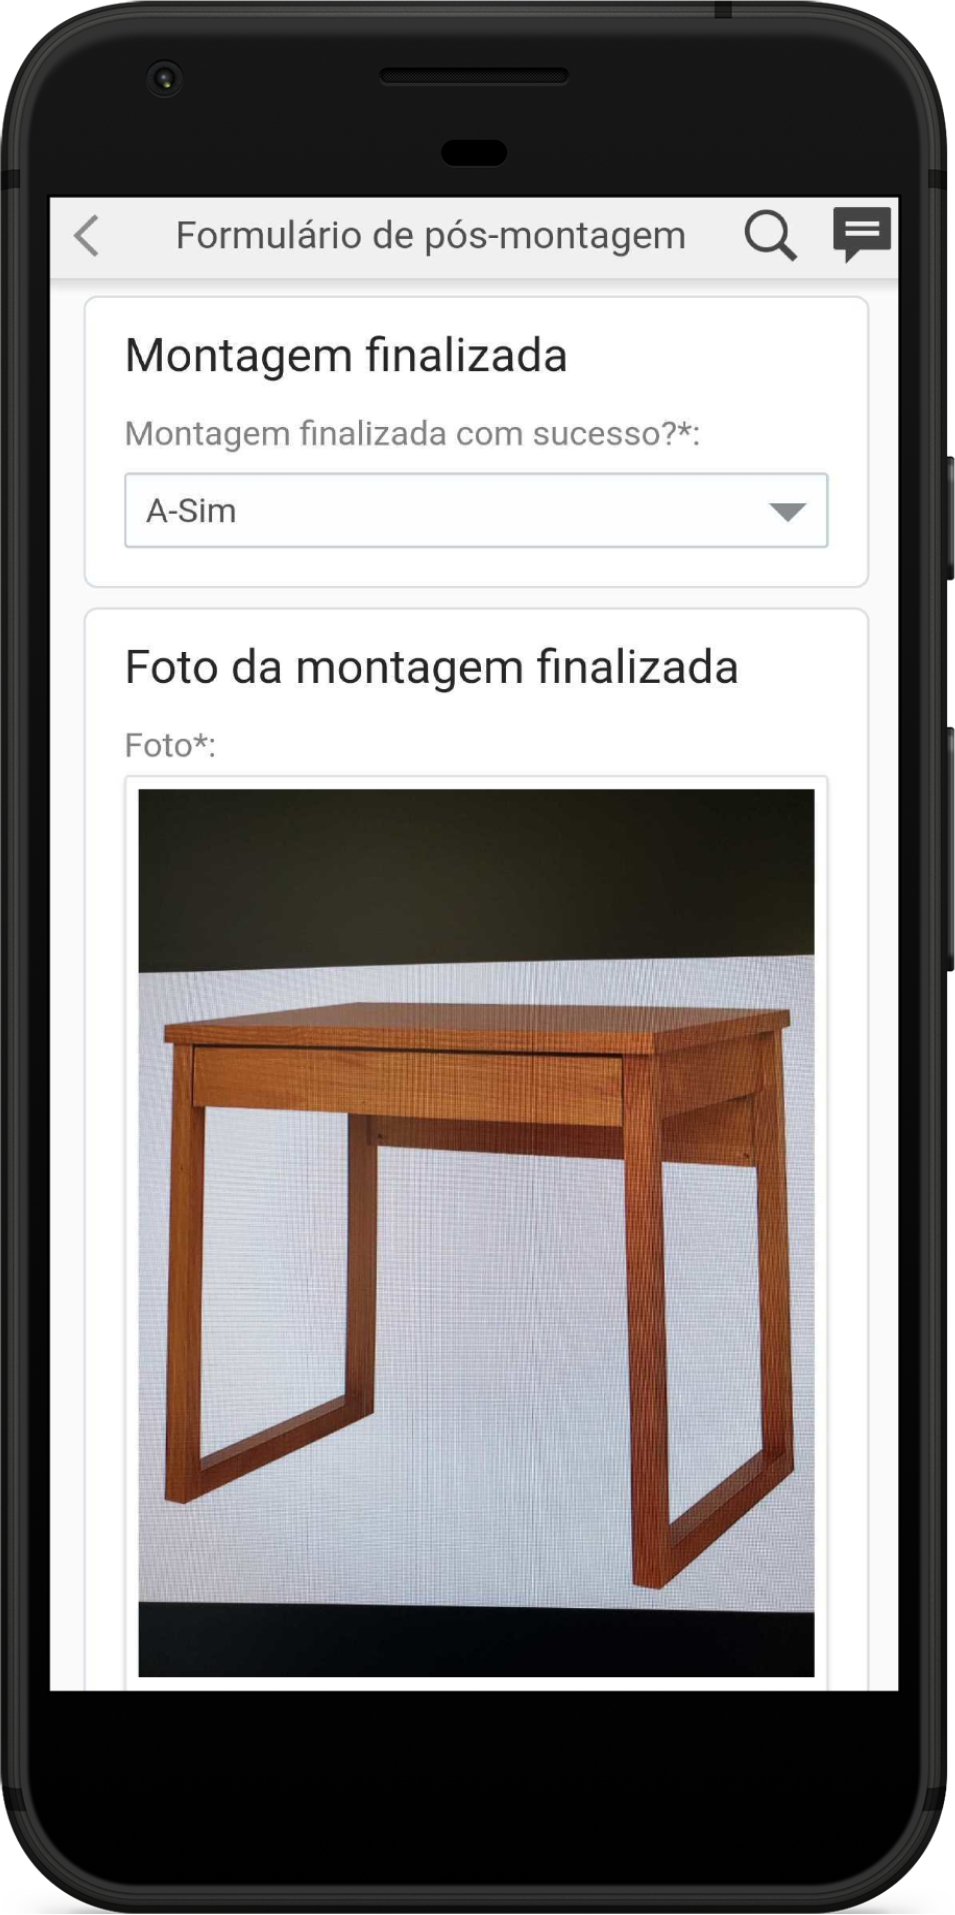 Formulário de pós-montagem
Montagem finalizada
Montagem finalizada com sucesso?*:
A-Sim
Foto da montagem finalizada
Foto*: